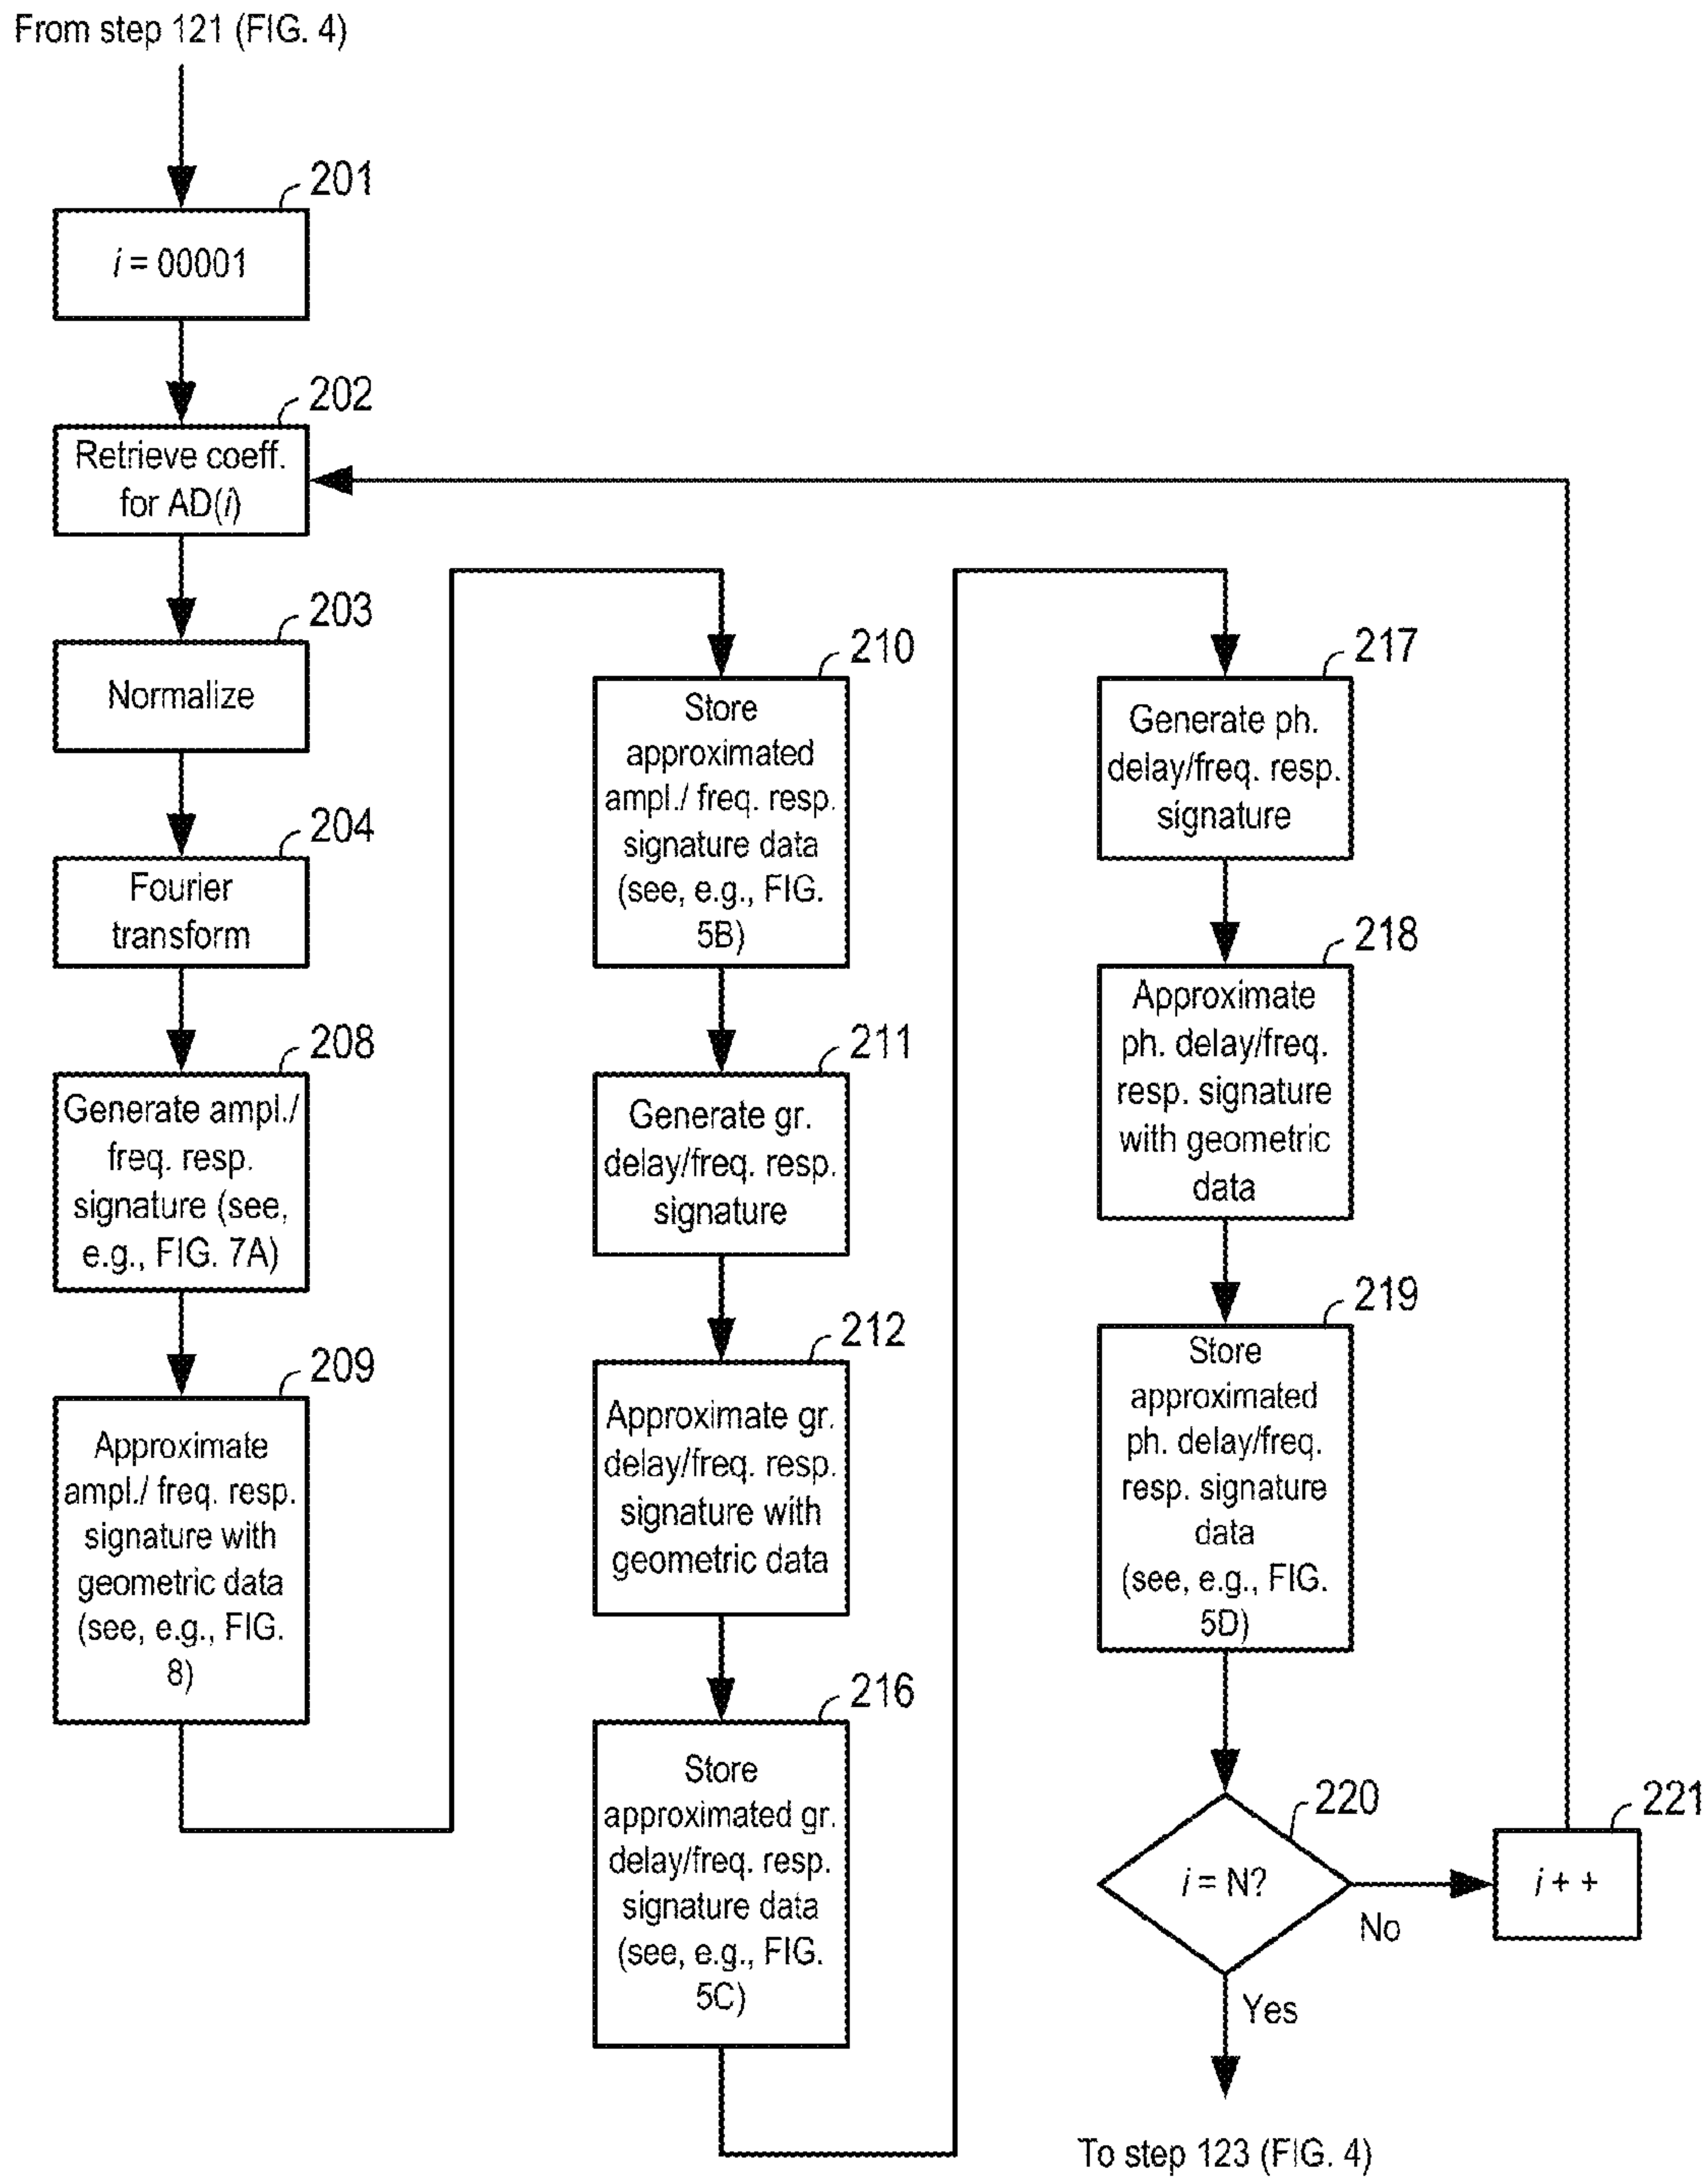 From step 121 (FIG. 4)
201
i = 00001
202
Retrieve coeff.
for AD(i)
203
Normalize
204
Fourier
transform
208
Generate ampl./
freq. resp.
signature (see,
e.g., FIG. 7A)
209
Approximate
ampl./ freq. resp.
signature with
geometric data
(see, e.g., FIG.
8)
210
Store
approximated
ampl./ freq. resp.
signature data
(see, e.g., FIG.
5B)
211
Generate gr.
delay/freq. resp.
signature
212
Approximate gr.
delay/freq. resp.
signature with
geometric data
216
Store
approximated gr.
delay/freq. resp.
signature data
(see, e.g., FIG.
5C)
217
Generate ph.
delay/freq. resp.
signature
218
Approximate
ph. delay/freq.
resp. signature
with geometric
data
219
Store
approximated
ph. delay/freq.
resp. signature
data
(see, e.g., FIG.
5D)
220
i = N?
No
221
i + +
Yes
To step 123 (FIG. 4)